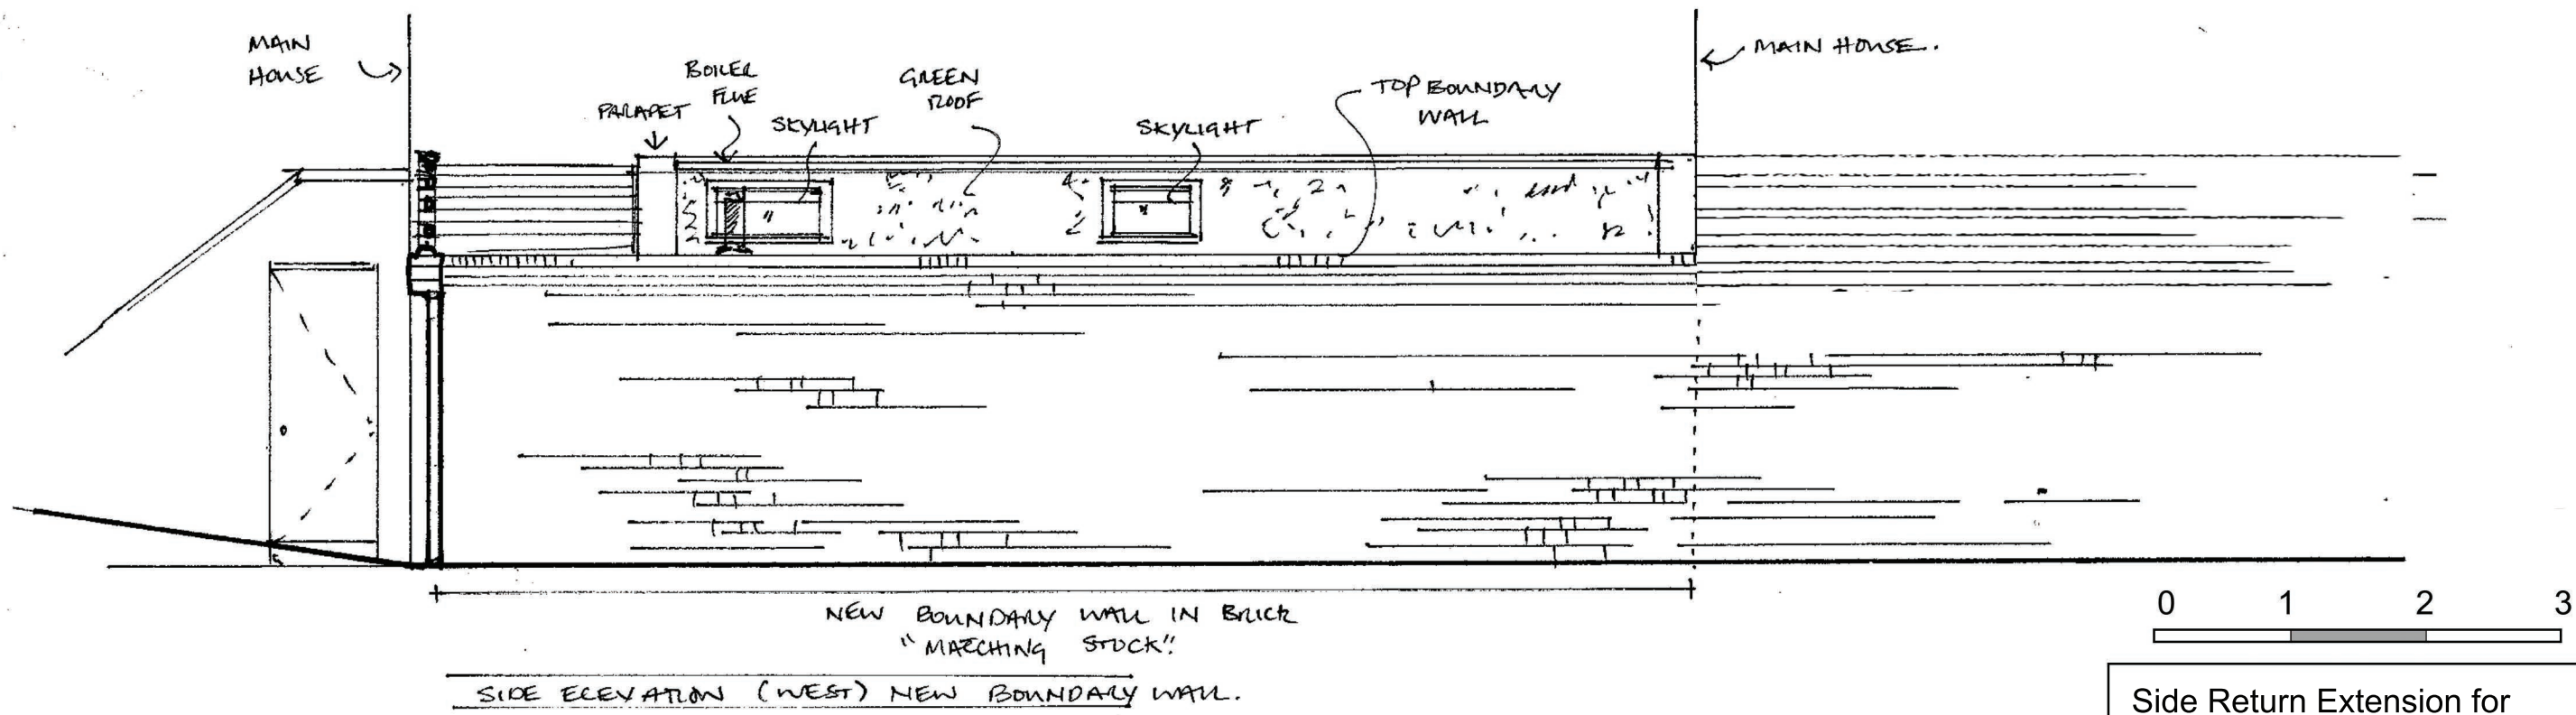 MAIN
HOUSE
PARAPET
BOILER
FLUE
SKYLIGHT
GREEN
ROOF
SKYLIGHT
TOP BOUNDARY
WALL
MAIN HOUSE.
NEW BOUNDARY WALL IN BRICK
"MATCHING STOCK".
SIDE ELEVATION (WEST) NEW BOUNDARY WALL.
0 1 2 3
Side Return Extension for